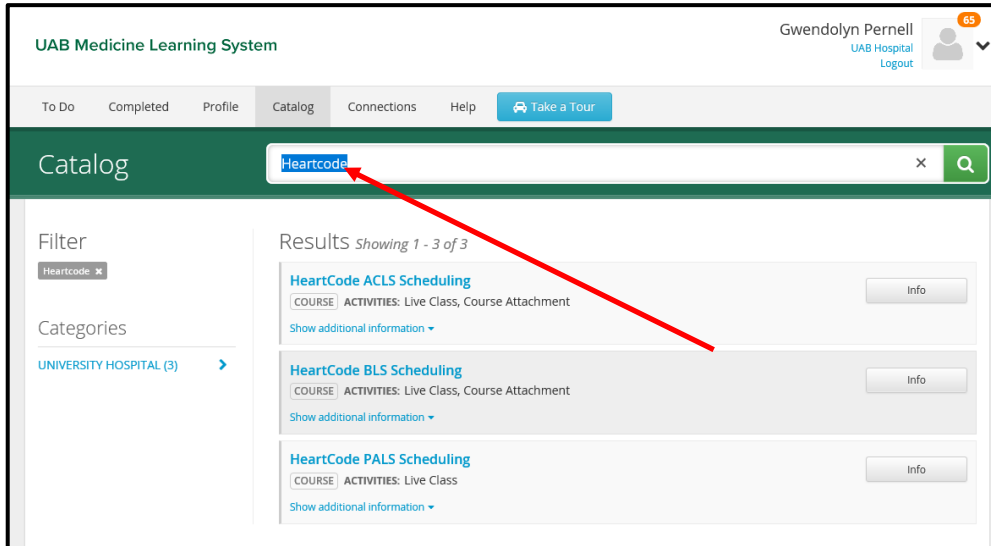 Gwendolyn Pernell
65
UAB Medicine Learning System
UAB Hospital
Logout
To Do Completed Profile Catalog Connections Help Take a Tour
Catalog
Heartcode ×
Filter
Heartcode ×
Categories
UNIVERSITY HOSPITAL (3)
Results Showing 1 - 3 of 3
HeartCode ACLS Scheduling
Info
COURSE ACTIVITIES: Live Class, Course Attachment
Show additional information
HeartCode BLS Scheduling
Info
COURSE ACTIVITIES: Live Class, Course Attachment
Show additional information
HeartCode PALS Scheduling
Info
COURSE ACTIVITIES: Live Class
Show additional information